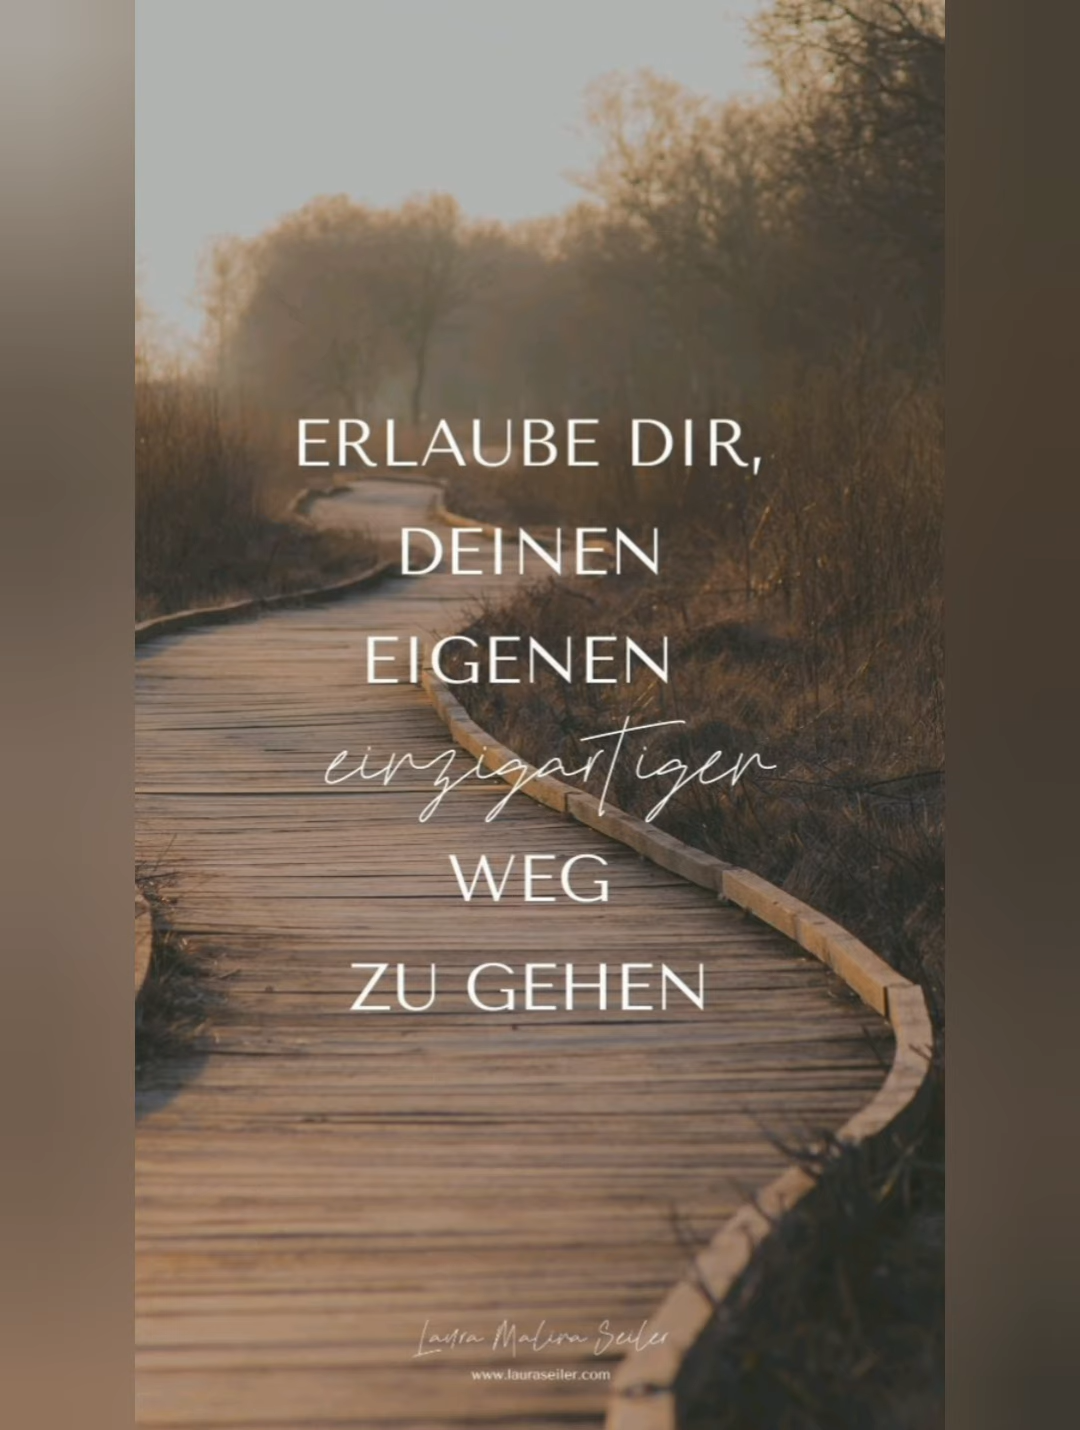 ERLAUBE DIR,
DEINEN
EIGENEN
einzigartigen
WEG
ZU GEHEN
Laura Malina Seiler
www.lauraseiler.com